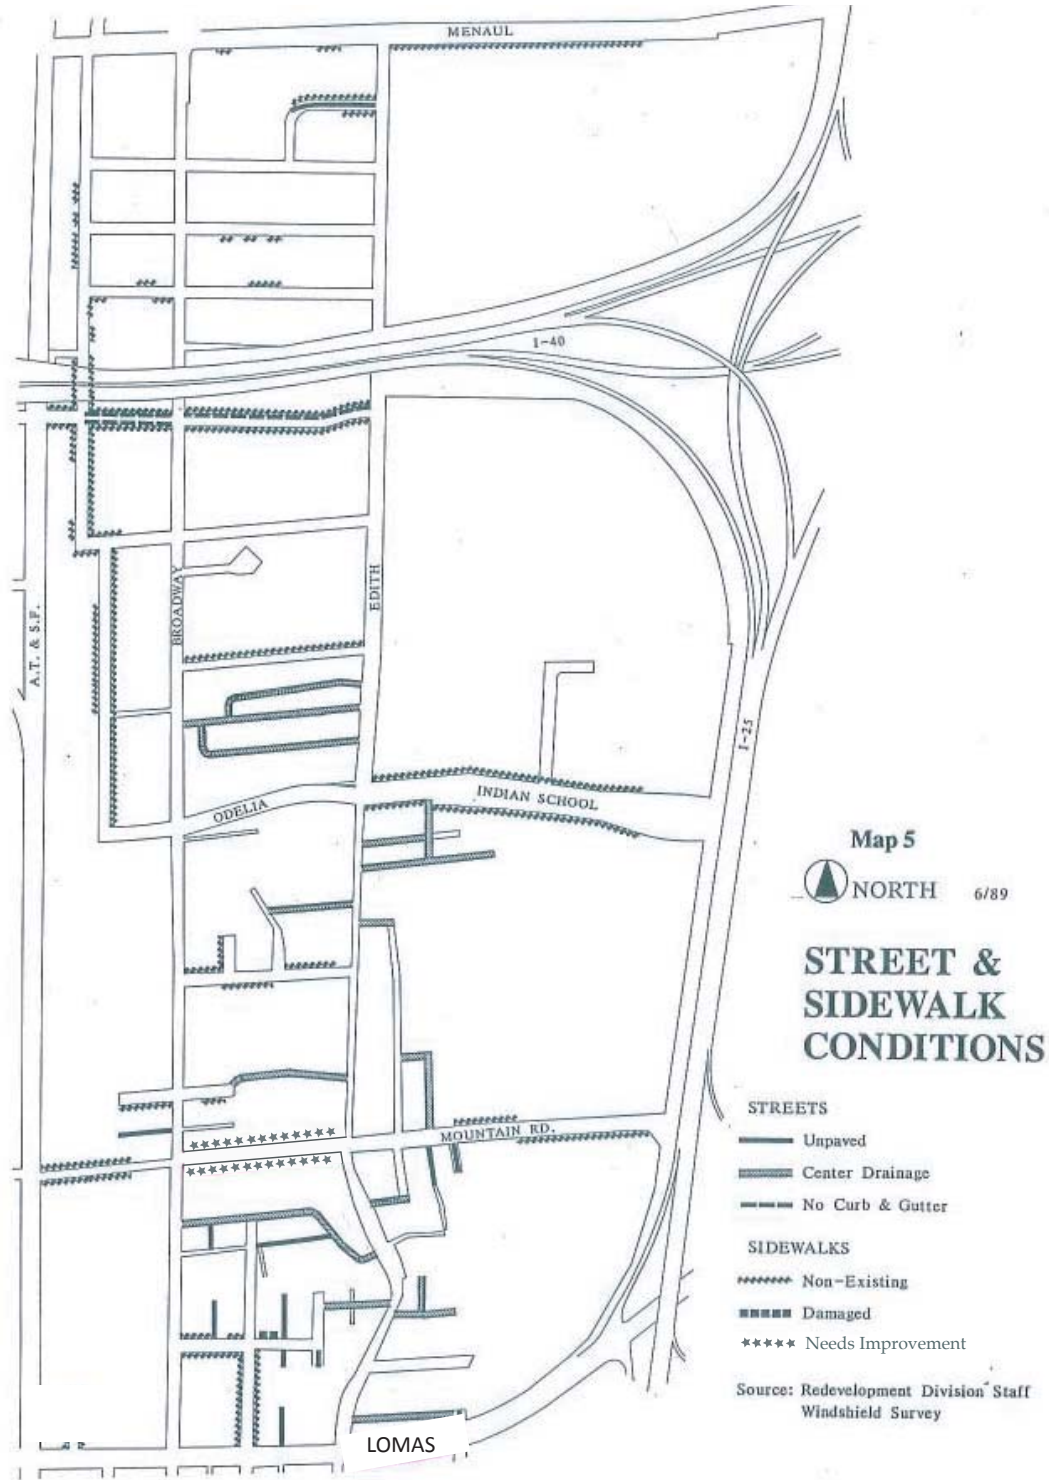 MENAUL
I-40
BROADWAY
EDITH
A.T. & S.F.
I-25
ODELIA
INDIAN SCHOOL
Map 5
NORTH 6/89
STREET &
SIDEWALK
CONDITIONS
STREETS
Unpaved
Center Drainage
No Curb & Gutter
SIDEWALKS
Non-Existing
Damaged
Needs Improvement
Source: Redevelopment Division Staff
Windshield Survey
MOUNTAIN RD.
LOMAS